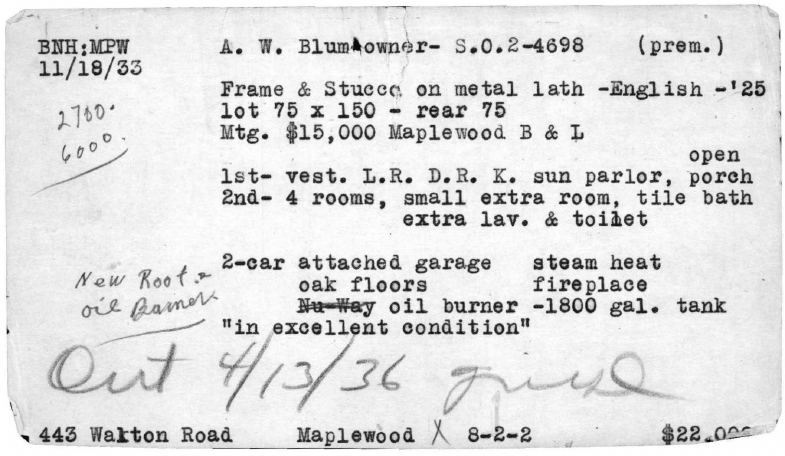 BNH:MPW A. W. Blum-owner- S.O.2-4698 (prem.)
11/18/33
Frame & Stucco on metal lath -English -'25
2700.
lot 75 x 150 - rear 75
6000.
Mtg. $15,000 Maplewood B & L
open
1st- vest. L.R. D.R. K. sun parlor, porch
2nd- 4 rooms, small extra room, tile bath
extra lav. & toilet
2-car attached garage steam heat
New Roof &
oak floors fireplace
oil Burner
Nu-Way oil burner -1800 gal. tank
"in excellent condition"
Out 4/13/36
443 Walton Road Maplewood X 8-2-2 $22,000